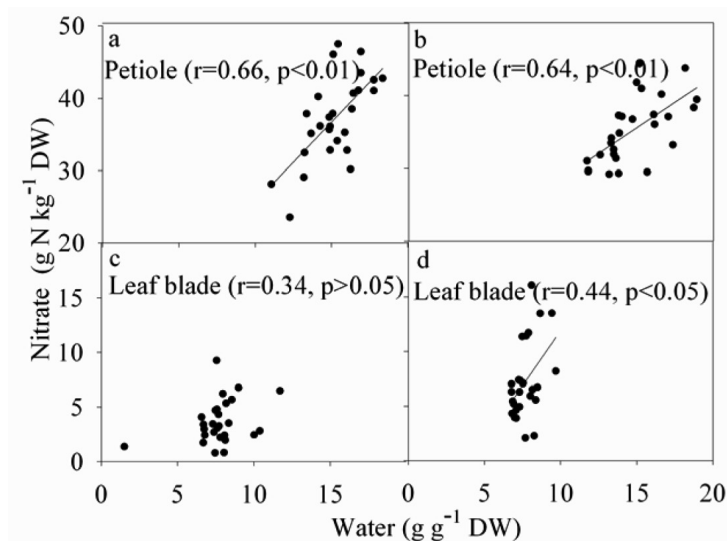 50
40
30
20
a
Petiole (r=0.66, p<0.01)
b
Petiole (r=0.64, p<0.01)
15
10
5
0
c
Leaf blade (r=0.34, p>0.05)
d
Leaf blade (r=0.44, p<0.05)
Nitrate (g N kg⁻¹ DW)
0 5 10 15 0 5 10 15 20
Water (g g⁻¹ DW)